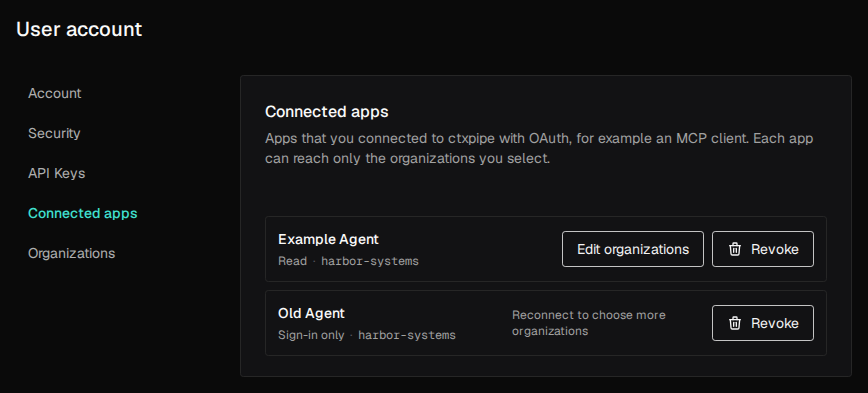 User account
Account
Security
API Keys
Connected apps
Organizations
Connected apps
Apps that you connected to ctxpipe with OAuth, for example an MCP client. Each app
can reach only the organizations you select.
Example Agent
Read · harbor-systems
Edit organizations
Revoke
Old Agent
Sign-in only · harbor-systems
Reconnect to choose more
organizations
Revoke